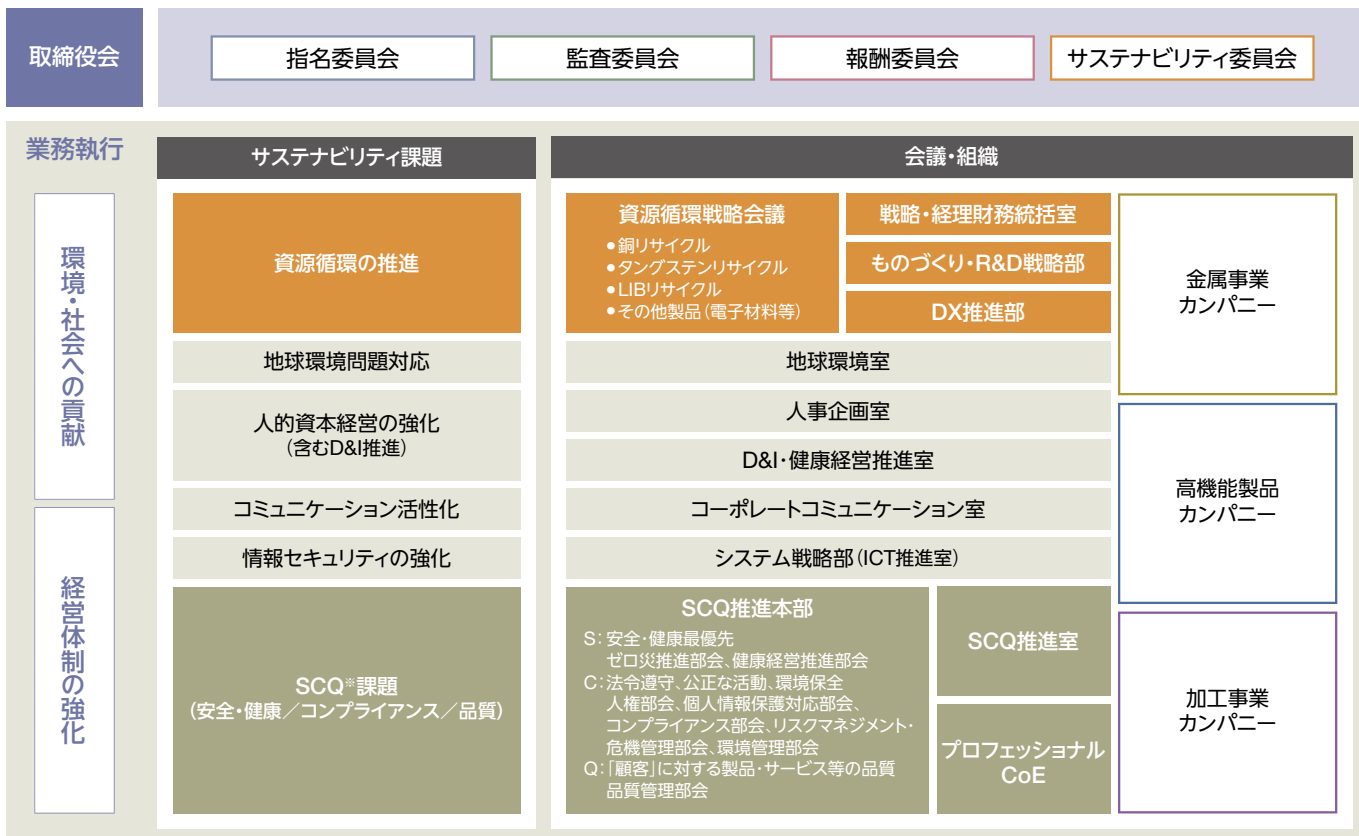 取締役会
指名委員会
監査委員会
報酬委員会
サステナビリティ委員会
業務執行
サステナビリティ課題
会議・組織
環境・社会への貢献
経営体制の強化
資源循環の推進
地球環境問題対応
人的資本経営の強化
(含むD&I推進)
コミュニケーション活性化
情報セキュリティの強化
SCQ※課題
(安全・健康／コンプライアンス／品質)
資源循環戦略会議
●銅リサイクル
●タングステンリサイクル
●LIBリサイクル
●その他製品(電子材料等)
戦略・経理財務統括室
ものづくり・R&D戦略部
DX推進部
地球環境室
人事企画室
D&I・健康経営推進室
コーポレートコミュニケーション室
システム戦略部(ICT推進室)
SCQ推進本部
S：安全・健康最優先
ゼロ災推進部会、健康経営推進部会
C：法令遵守、公正な活動、環境保全
人権部会、個人情報保護対応部会、
コンプライアンス部会、リスクマネジメント・
危機管理部会、環境管理部会
Q：「顧客」に対する製品・サービス等の品質
品質管理部会
SCQ推進室
プロフェッショナル
CoE
金属事業
カンパニー
高機能製品
カンパニー
加工事業
カンパニー